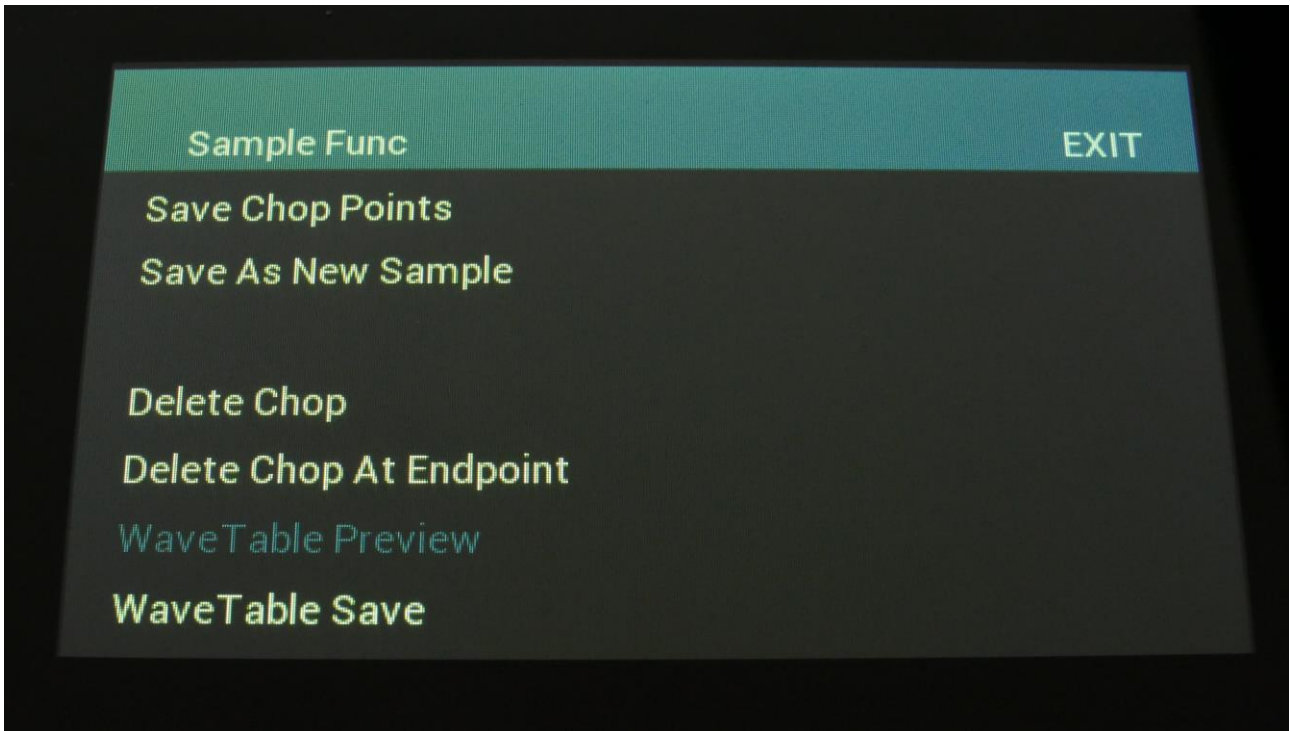 Sample Func EXIT
Save Chop Points
Save As New Sample
Delete Chop
Delete Chop At Endpoint
WaveTable Preview
WaveTable Save